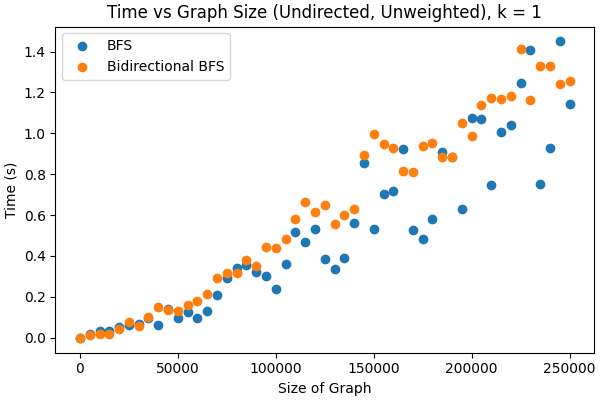 Time vs Graph Size (Undirected, Unweighted), k = 1
BFS
Bidirectional BFS
1.4
1.2
1.0
0.8
0.6
0.4
0.2
0.0
Time (s)
0 50000 100000 150000 200000 250000
Size of Graph